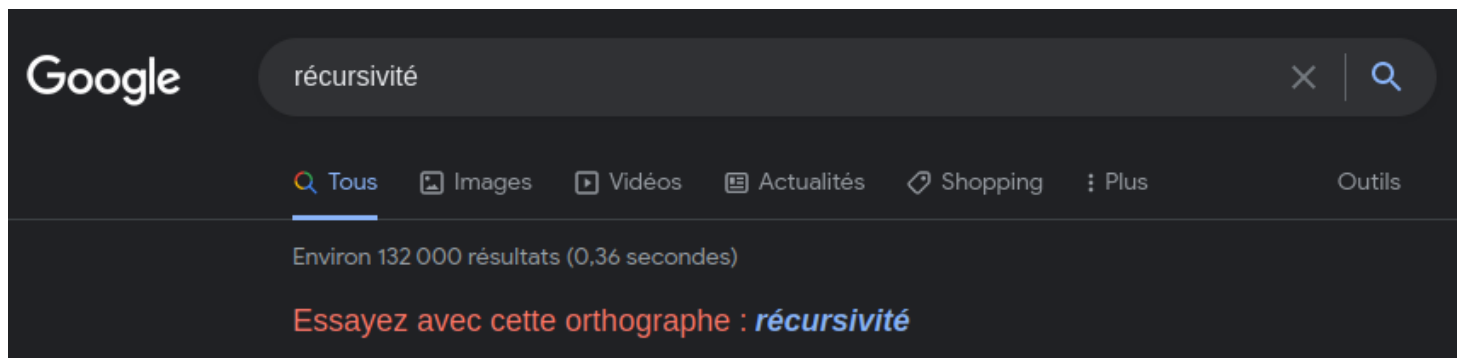 Google récursivité
Tous Images Vidéos Actualités Shopping Plus Outils
Environ 132 000 résultats (0,36 secondes)
Essayez avec cette orthographe : récursivité